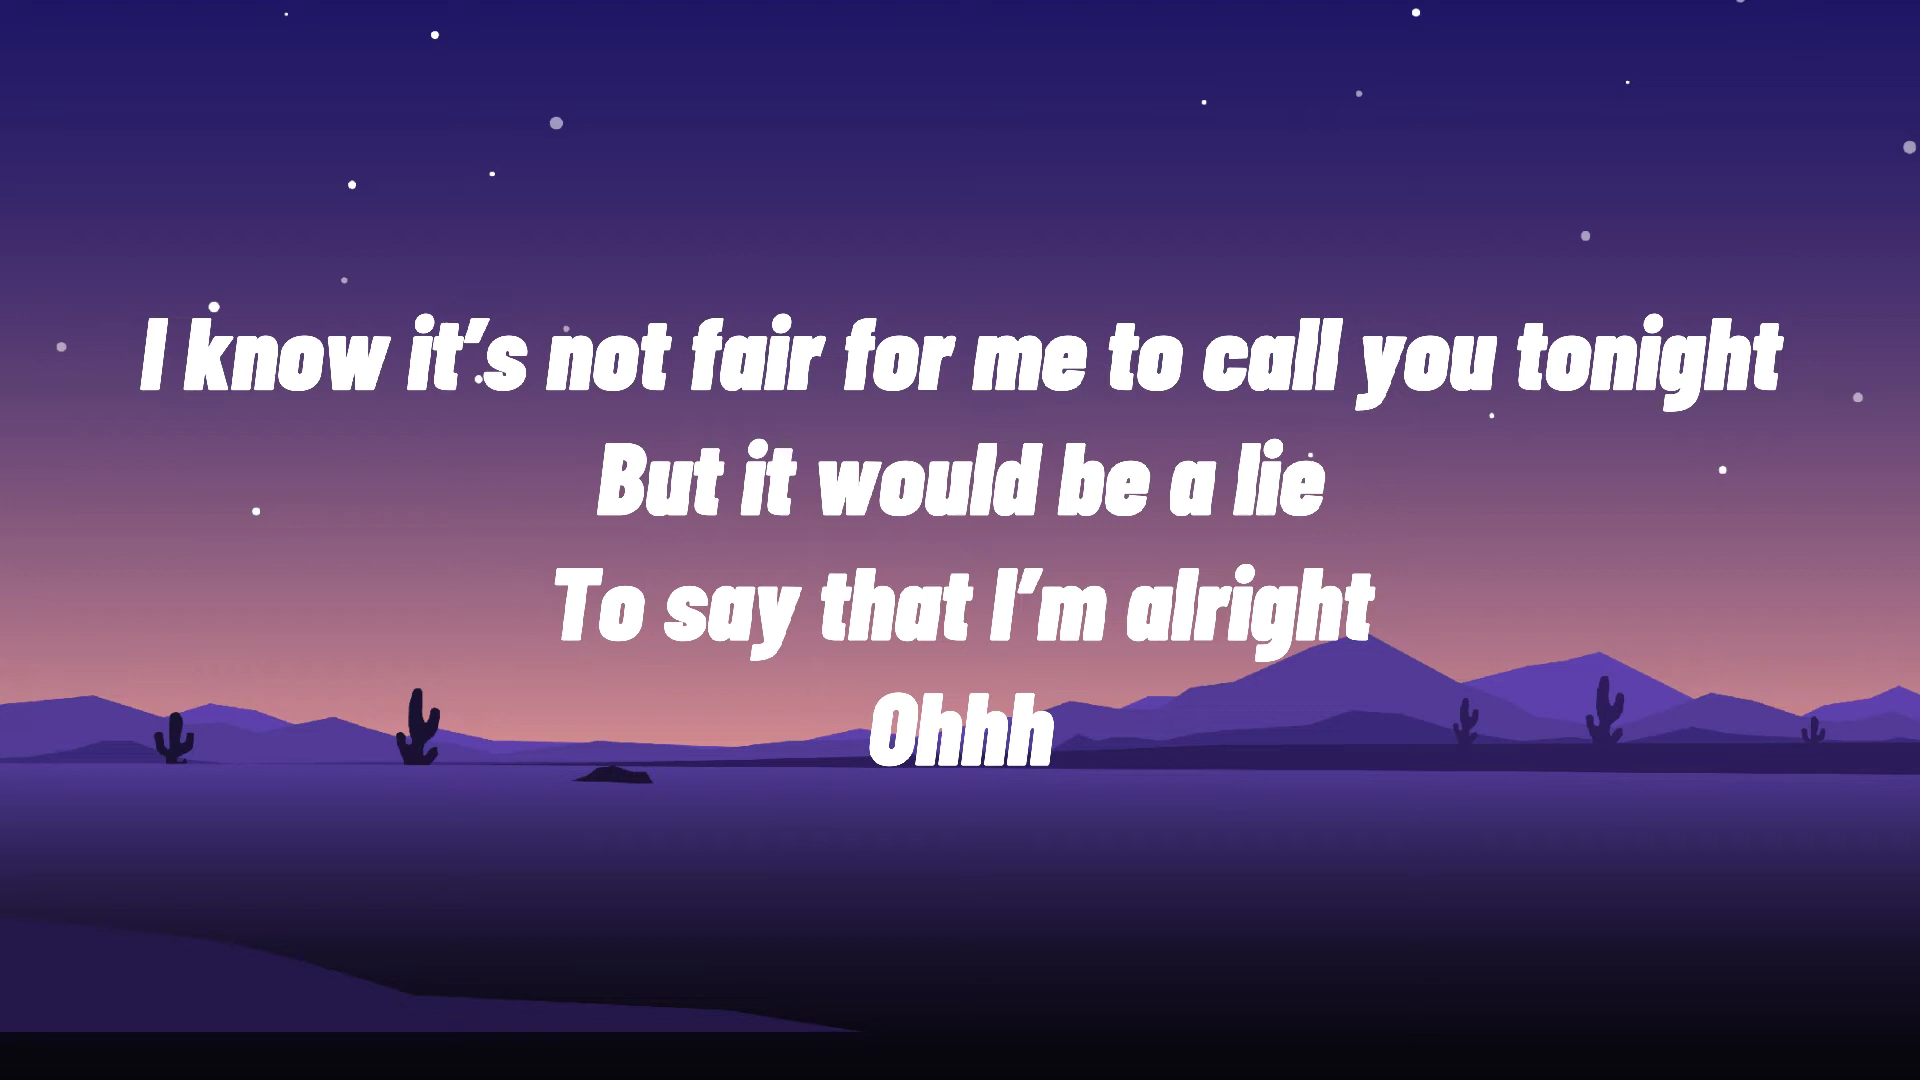 I know it's not fair for me to call you tonight
But it would be a lie
To say that I'm alright
Ohhh